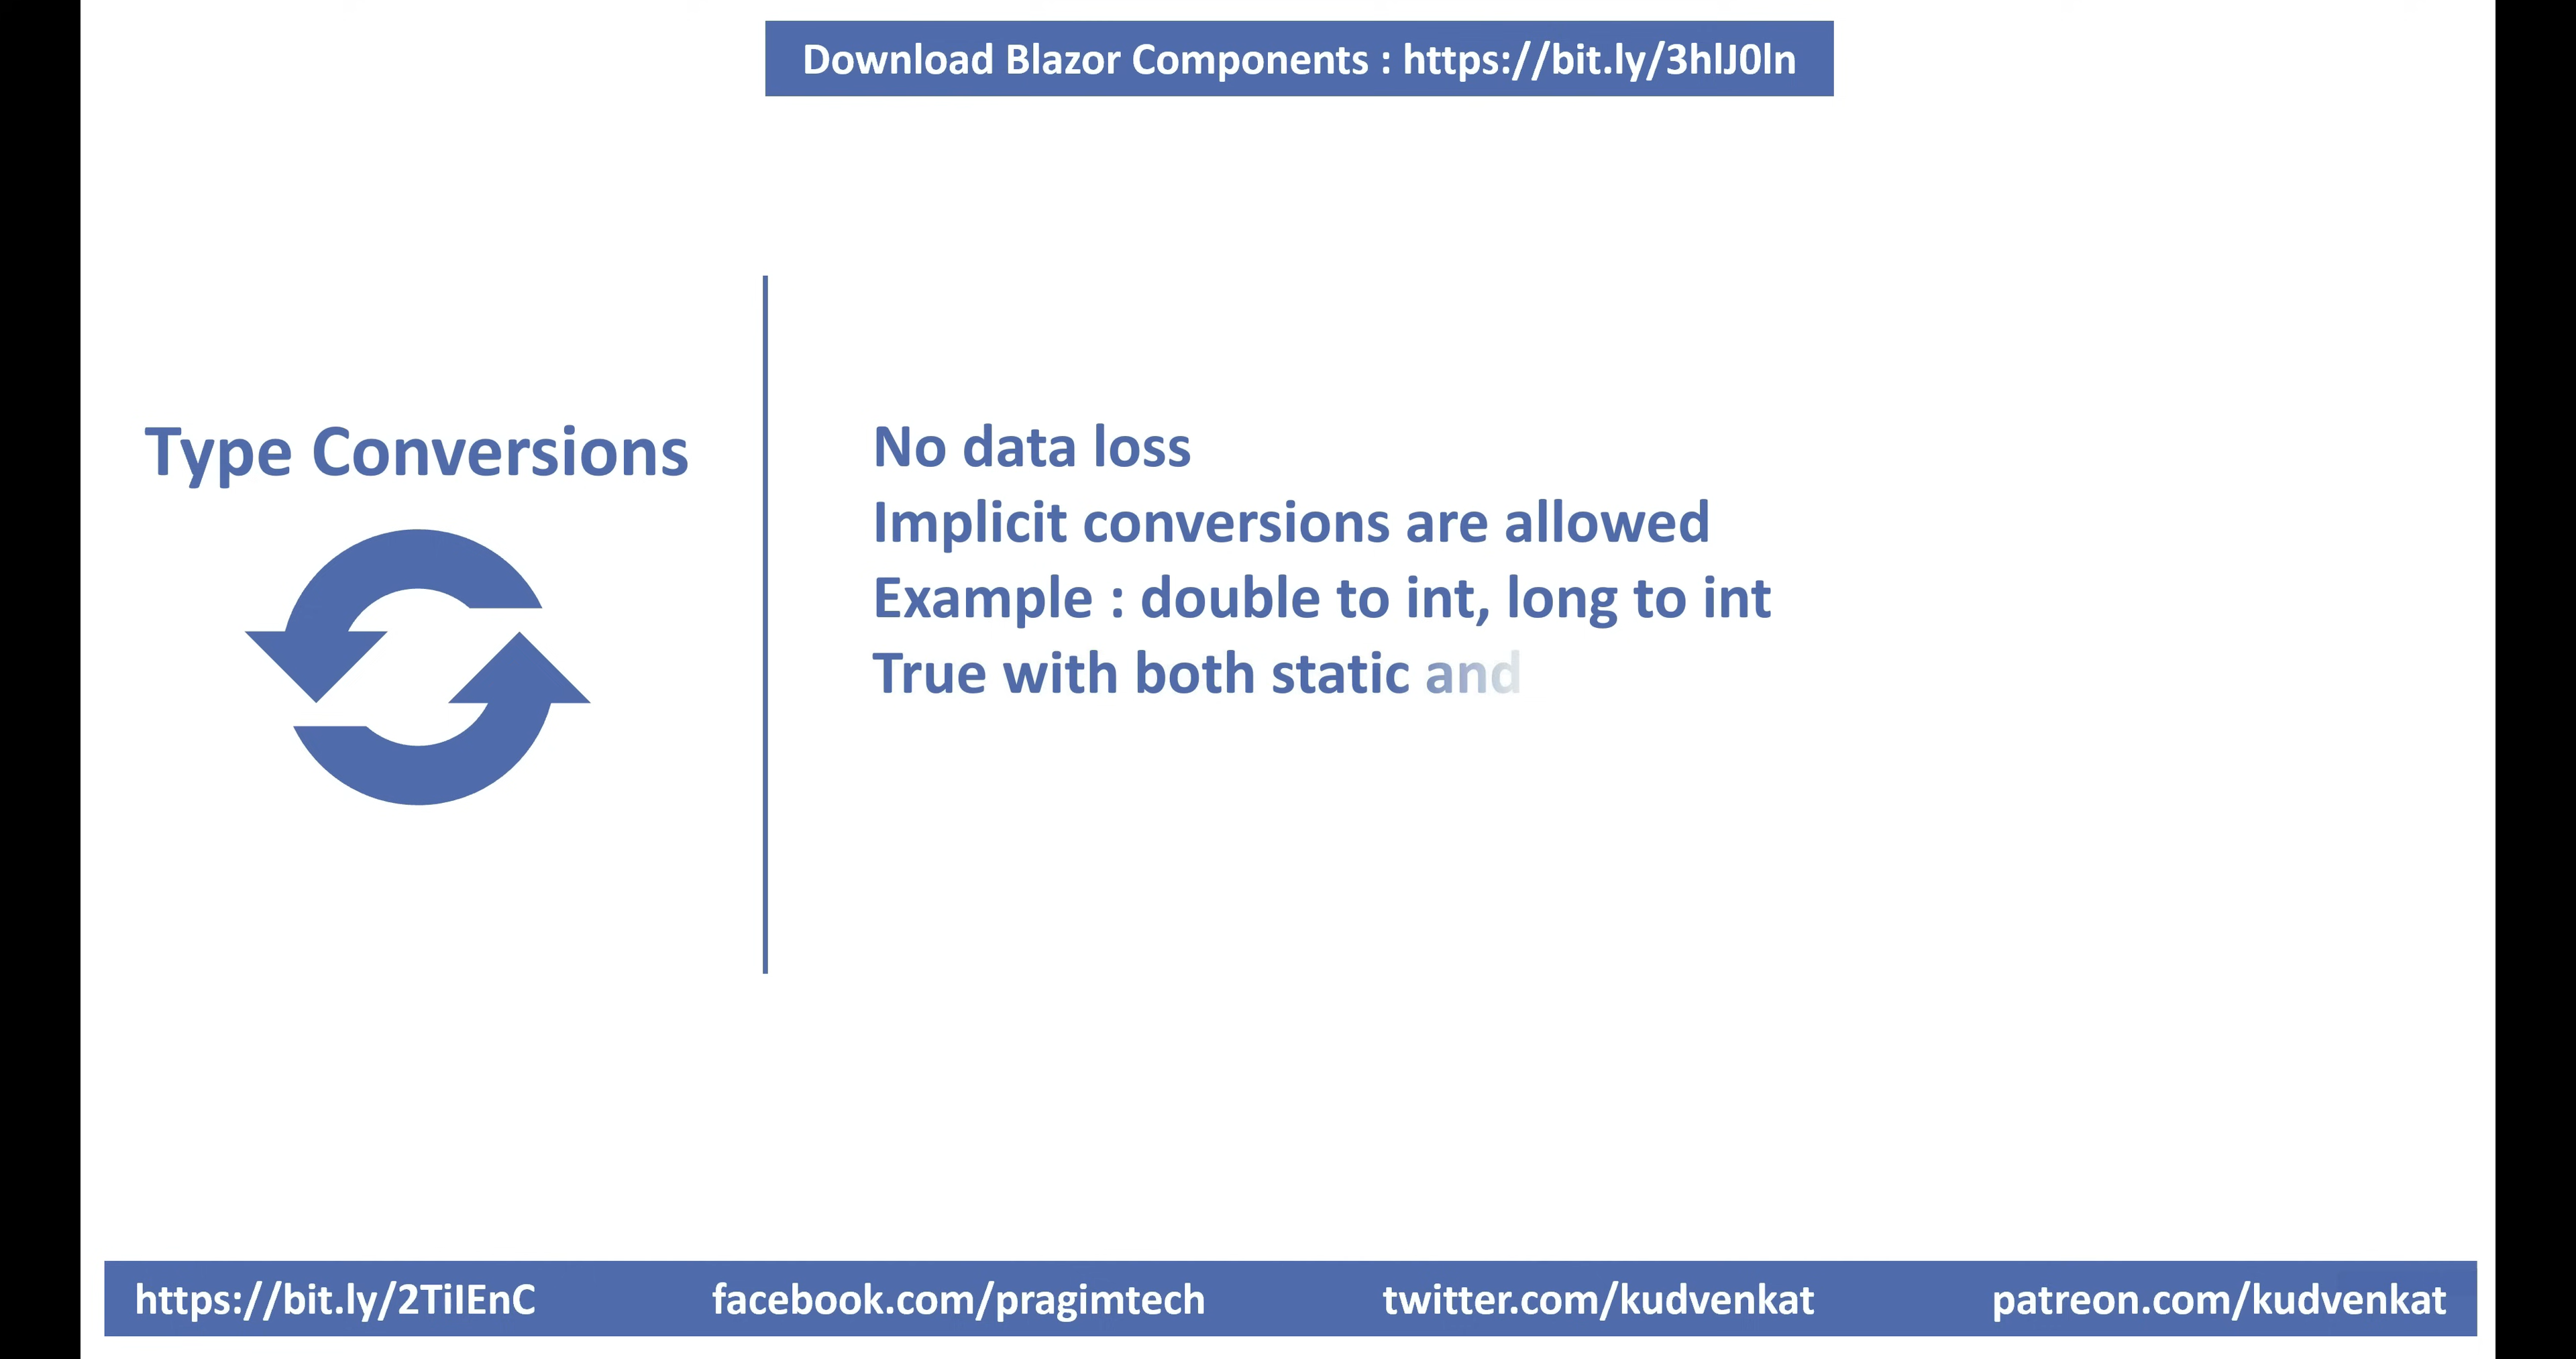 Download Blazor Components : https://bit.ly/3hlJ0ln
Type Conversions
No data loss
Implicit conversions are allowed
Example : double to int, long to int
True with both static and
https://bit.ly/2TiIEnC facebook.com/pragimtech twitter.com/kudvenkat patreon.com/kudvenkat